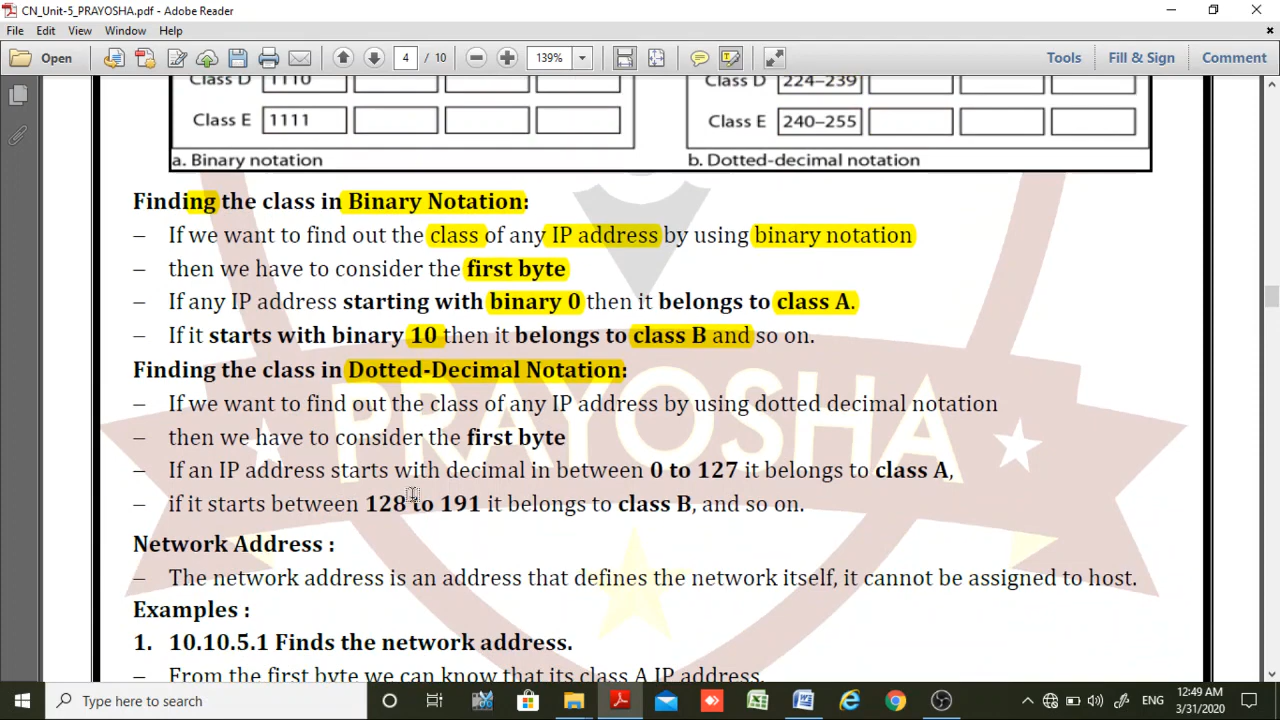 CN_Unit-5_PRAYOSHA.pdf - Adobe Reader
File Edit View Window Help
Open 4 / 10 139% Tools Fill & Sign Comment
Class D 1110 Class D 224–239
Class E 1111 Class E 240–255
a. Binary notation b. Dotted-decimal notation
Finding the class in Binary Notation:
– If we want to find out the class of any IP address by using binary notation
– then we have to consider the first byte
– If any IP address starting with binary 0 then it belongs to class A.
– If it starts with binary 10 then it belongs to class B and so on.
Finding the class in Dotted-Decimal Notation:
– If we want to find out the class of any IP address by using dotted decimal notation
– then we have to consider the first byte
– If an IP address starts with decimal in between 0 to 127 it belongs to class A,
– if it starts between 128 to 191 it belongs to class B, and so on.
Network Address :
– The network address is an address that defines the network itself, it cannot be assigned to host.
Examples :
1. 10.10.5.1 Finds the network address.
– From the first byte we can know that its class A IP address.
PRAYOSHA
Type here to search
ENG
12:49 AM
3/31/2020